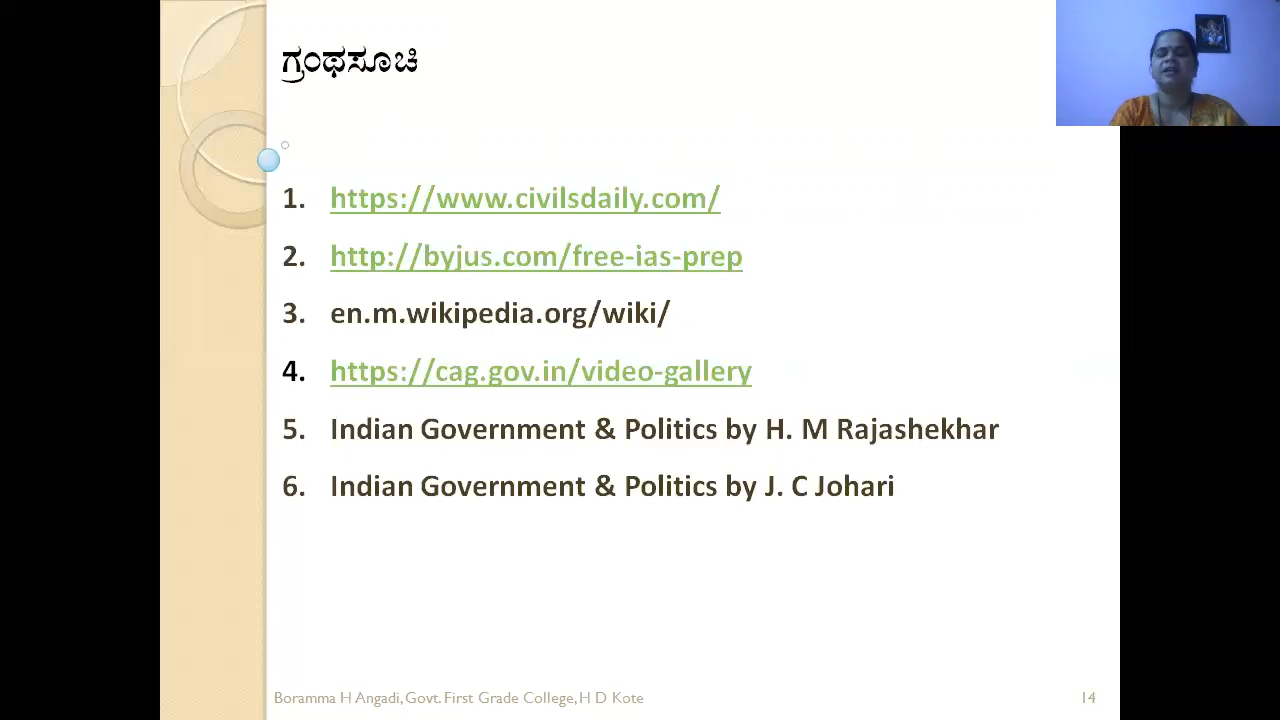 ಗ್ರಂಥಸೂಚಿ
1. https://www.civilsdaily.com/
2. http://byjus.com/free-ias-prep
3. en.m.wikipedia.org/wiki/
4. https://cag.gov.in/video-gallery
5. Indian Government & Politics by H. M Rajashekhar
6. Indian Government & Politics by J. C Johari
Boramma H Angadi, Govt. First Grade College, H D Kote 14